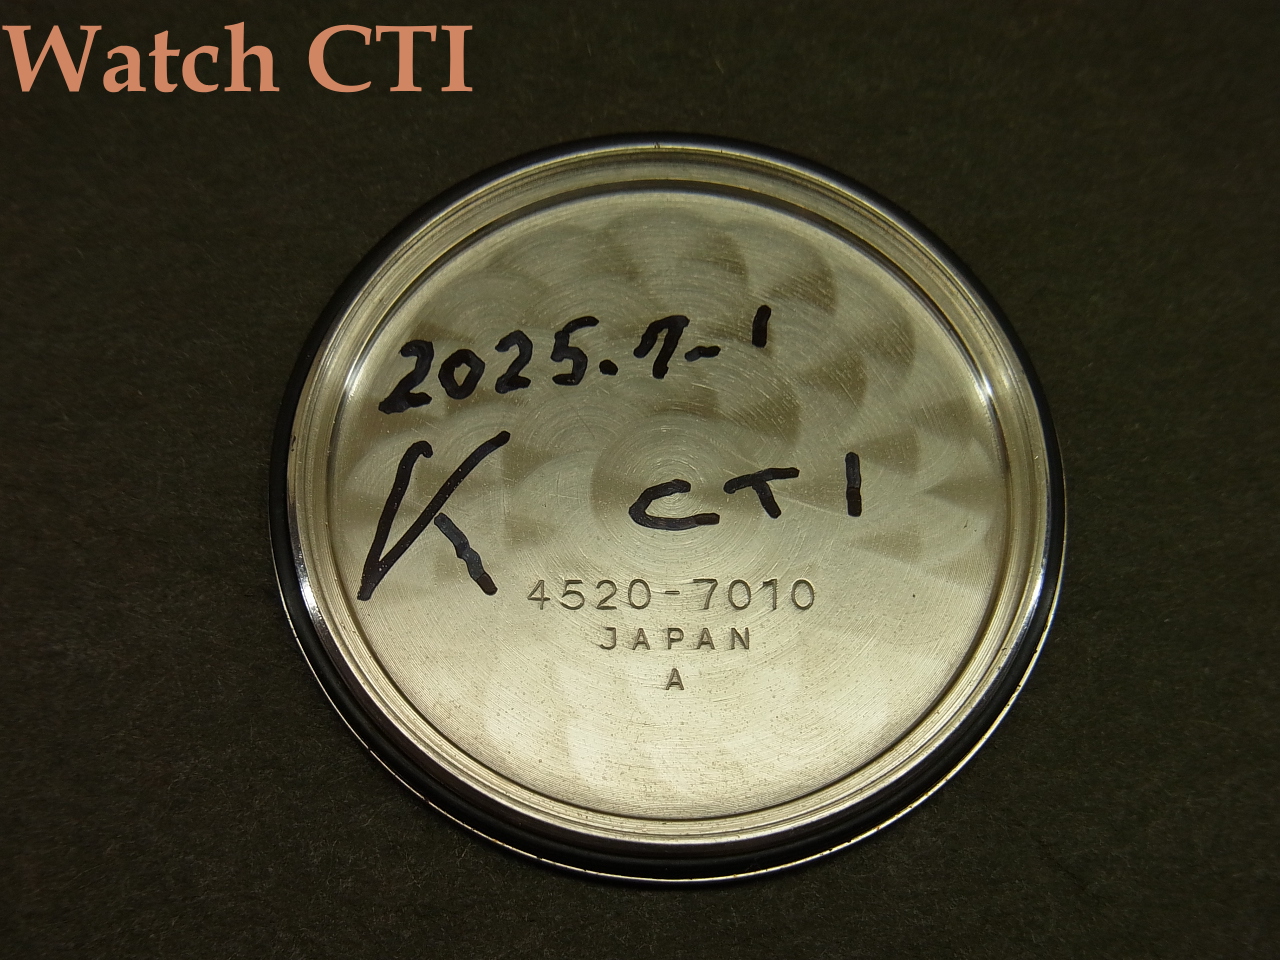 Watch CTI
2025.7-1
K CTI
4520-7010
JAPAN
A